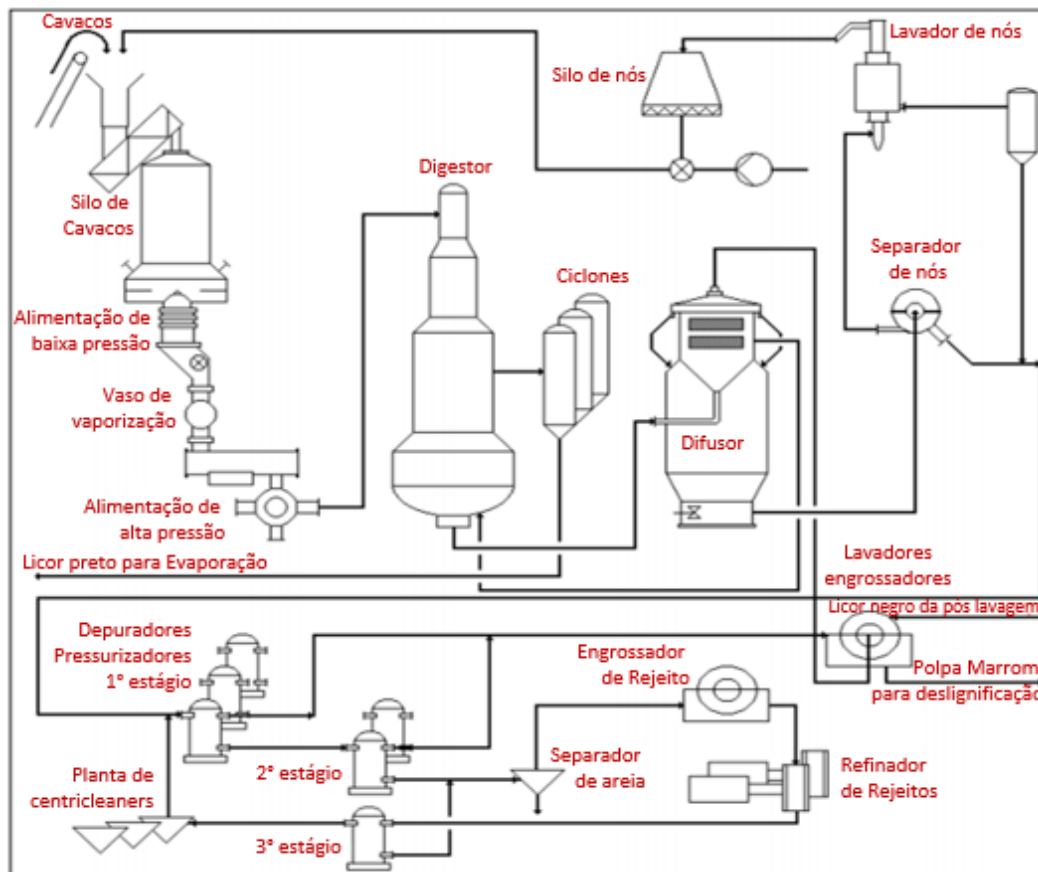 Cavacos
Lavador de nós
Silo de nós
Digestor
Silo de
Cavacos
Separador
de nós
Ciclones
Alimentação de
baixa pressão
Vaso de
vaporização
Difusor
Alimentação de
alta pressão
Licor preto para Evaporação
Lavadores
engrossadores
Licor negro da pós lavagem
Depuradores
Pressurizadores
1º estágio
Engrossador
de Rejeito
Polpa Marrom
para deslignificação
Planta de
centricleaners
2º estágio
Separador
de areia
Refinador
de Rejeitos
3º estágio